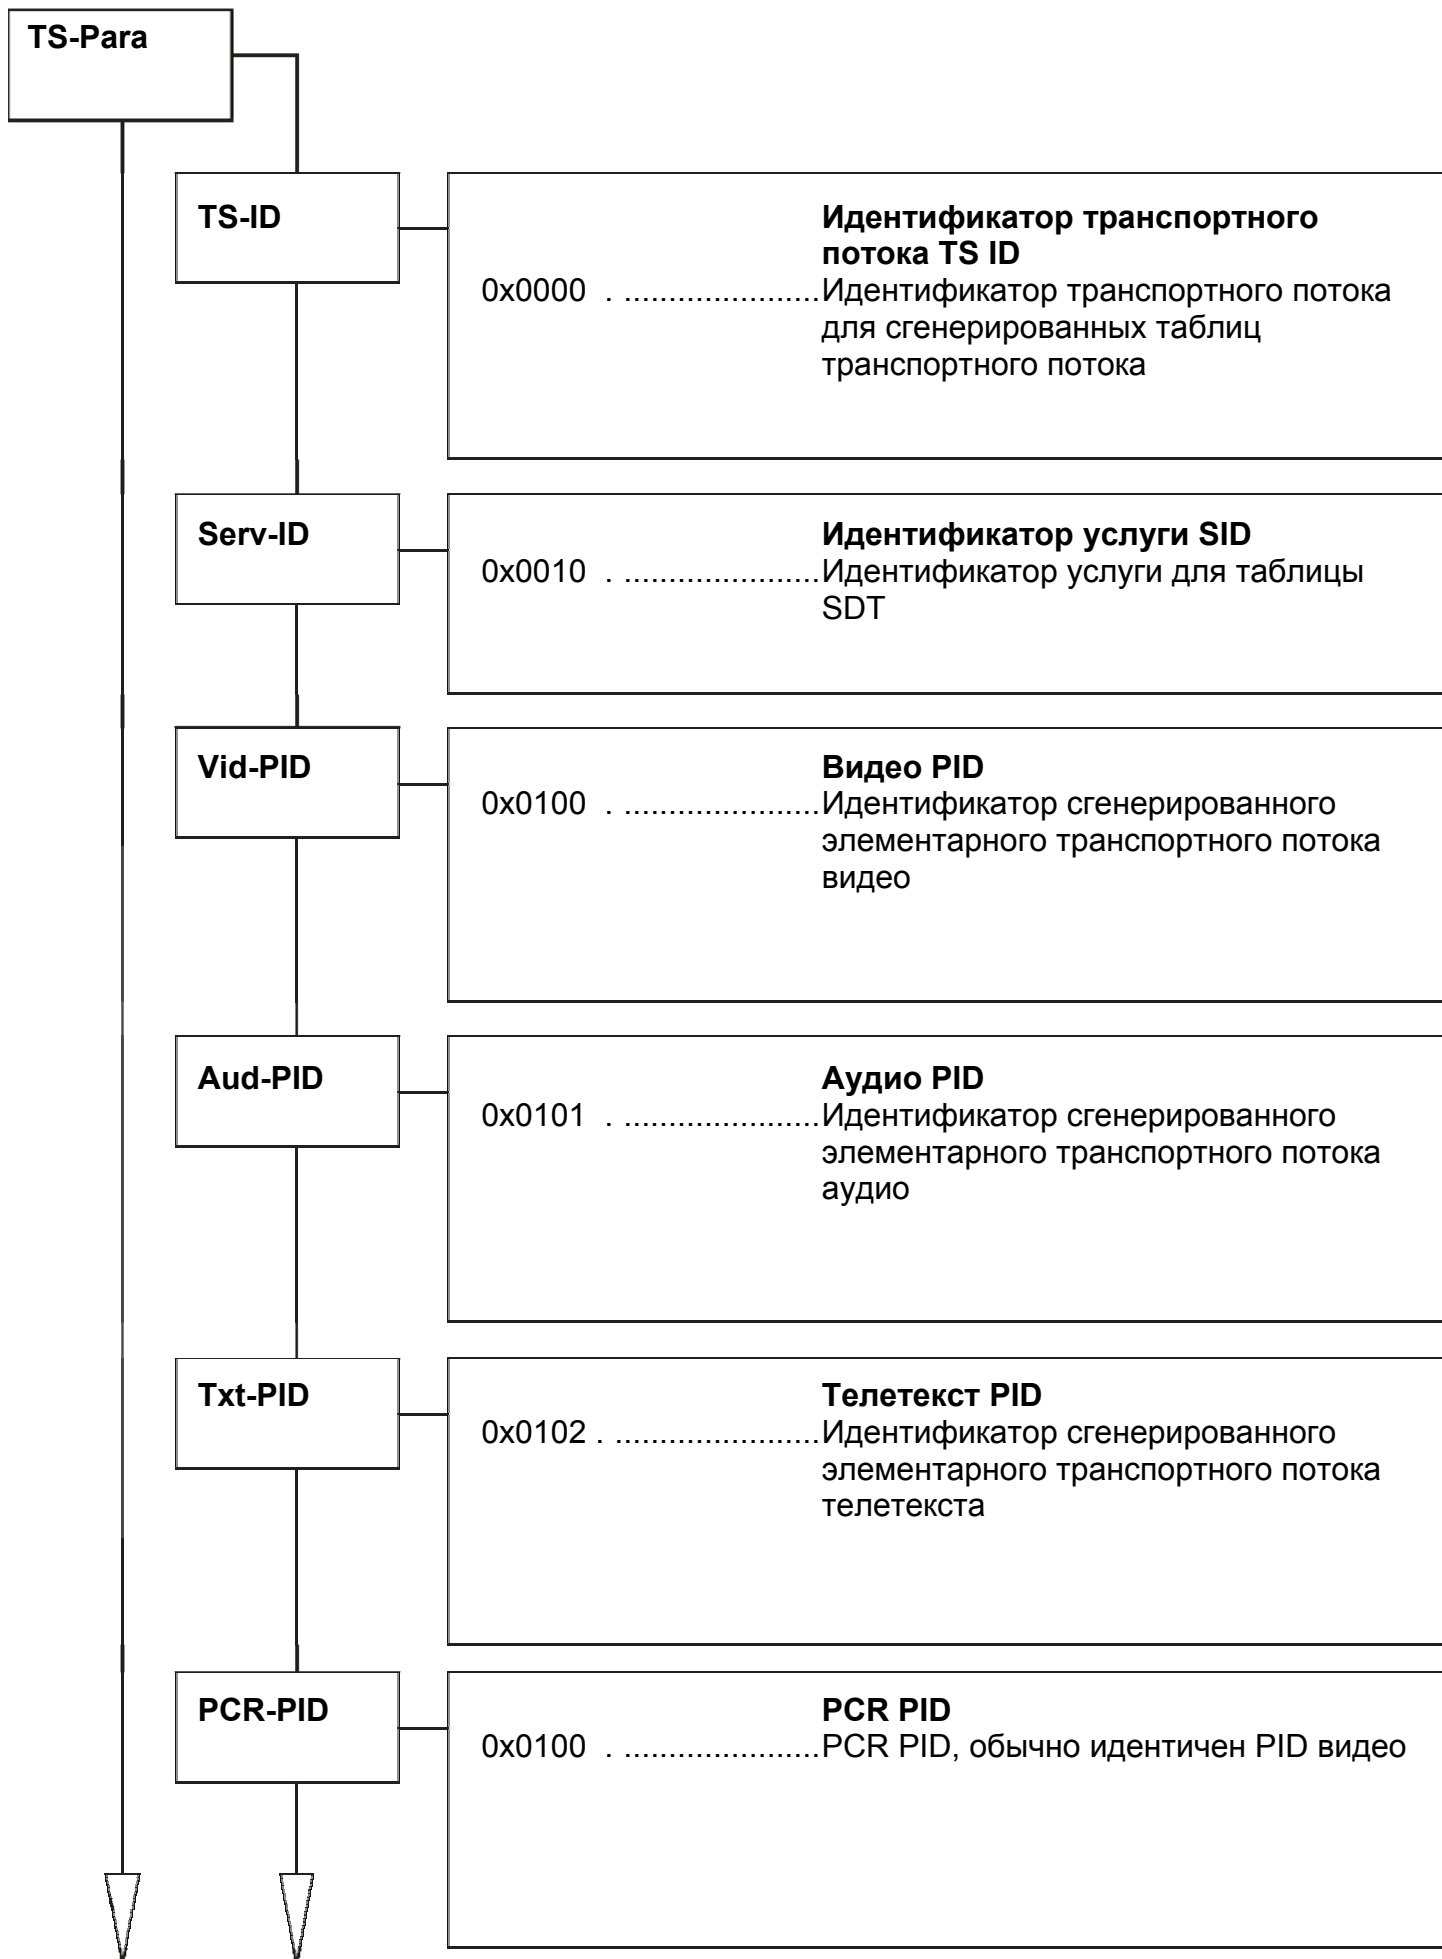 TS-Para
TS-ID
Идентификатор транспортного
потока TS ID
0x0000 . ......................Идентификатор транспортного потока
для сгенерированных таблиц
транспортного потока
Serv-ID
Идентификатор услуги SID
0x0010 . ......................Идентификатор услуги для таблицы
SDT
Vid-PID
Видео PID
0x0100 . ......................Идентификатор сгенерированного
элементарного транспортного потока
видео
Aud-PID
Аудио PID
0x0101 . ......................Идентификатор сгенерированного
элементарного транспортного потока
аудио
Txt-PID
Телетекст PID
0x0102 . .......................Идентификатор сгенерированного
элементарного транспортного потока
телетекста
PCR-PID
PCR PID
0x0100 . ......................PCR PID, обычно идентичен PID видео